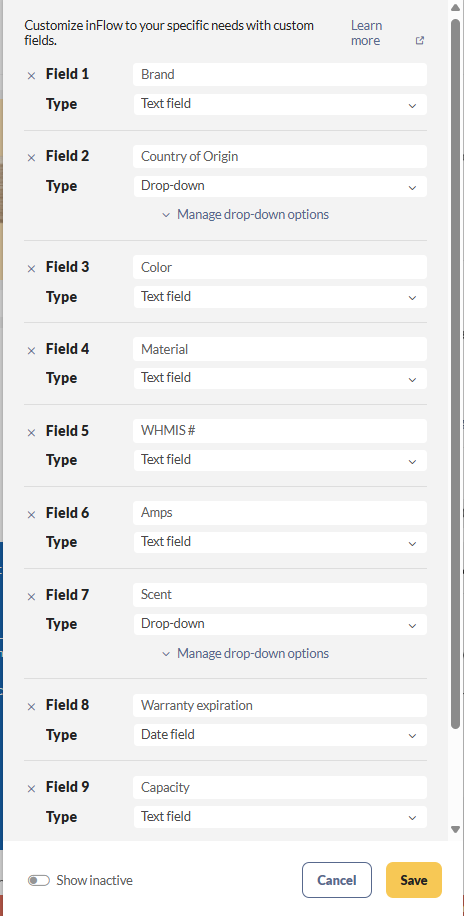 Customize inFlow to your specific needs with custom
fields.
Learn
more
Field 1
Brand
Type
Text field
Field 2
Country of Origin
Type
Drop-down
Manage drop-down options
Field 3
Color
Type
Text field
Field 4
Material
Type
Text field
Field 5
WHMIS #
Type
Text field
Field 6
Amps
Type
Text field
Field 7
Scent
Type
Drop-down
Manage drop-down options
Field 8
Warranty expiration
Type
Date field
Field 9
Capacity
Type
Text field
Show inactive
Cancel
Save